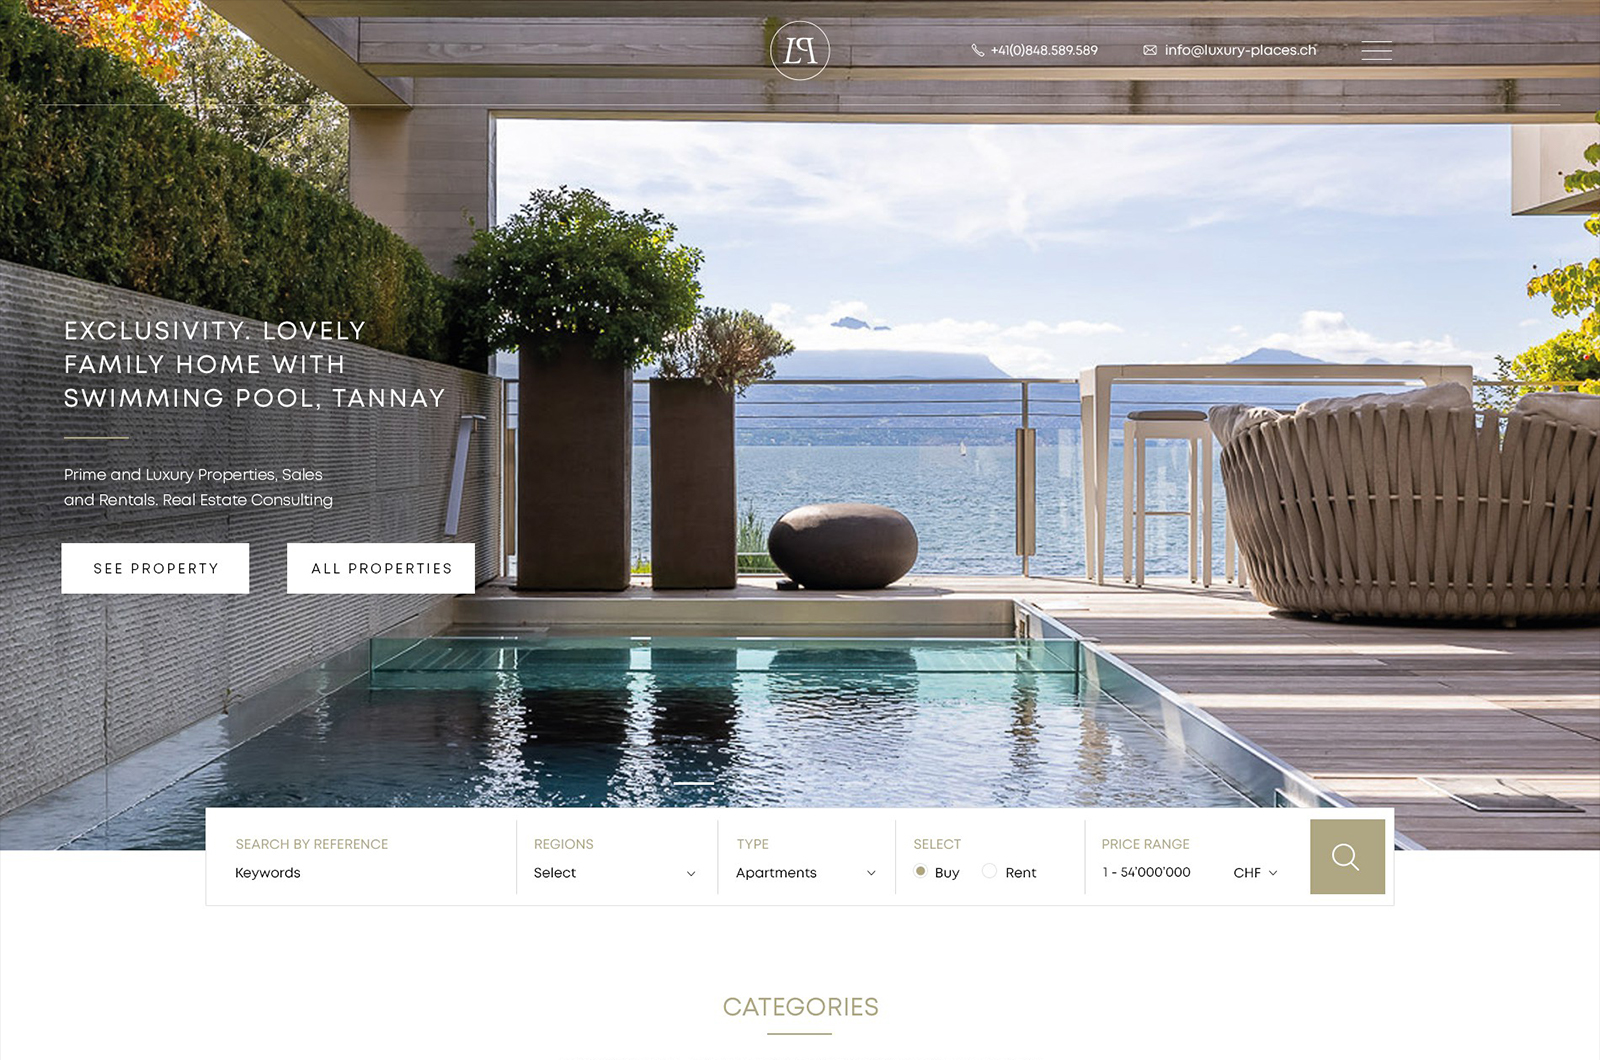 LP
+41(0)848.589.589
info@luxury-places.ch
EXCLUSIVITY. LOVELY
FAMILY HOME WITH
SWIMMING POOL, TANNAY
Prime and Luxury Properties, Sales
and Rentals. Real Estate Consulting
SEE PROPERTY
ALL PROPERTIES
SEARCH BY REFERENCE
Keywords
REGIONS
Select
TYPE
Apartments
SELECT
Buy
Rent
PRICE RANGE
1 - 54'000'000
CHF
CATEGORIES